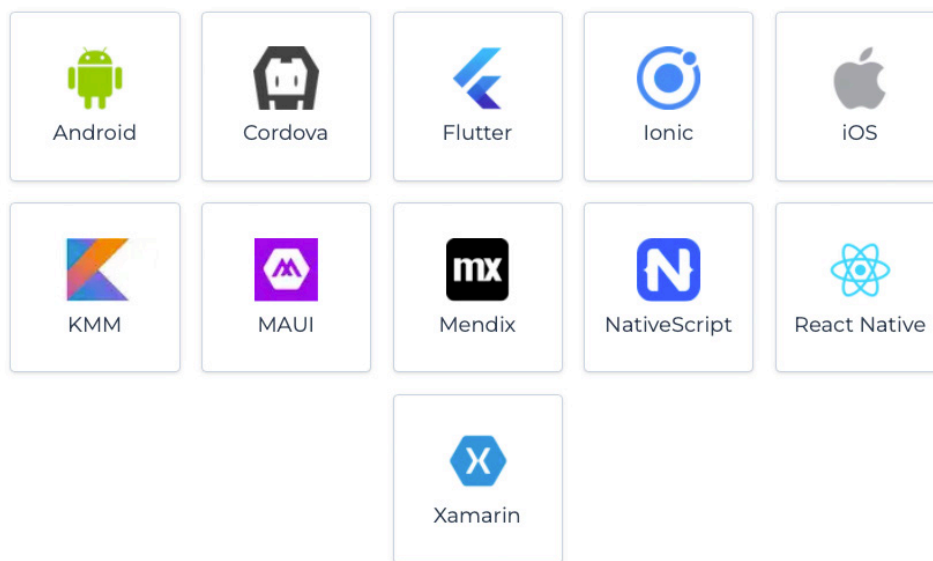 Android
Cordova
Flutter
Ionic
iOS
KMM
MAUI
mx
Mendix
N
NativeScript
React Native
X
Xamarin